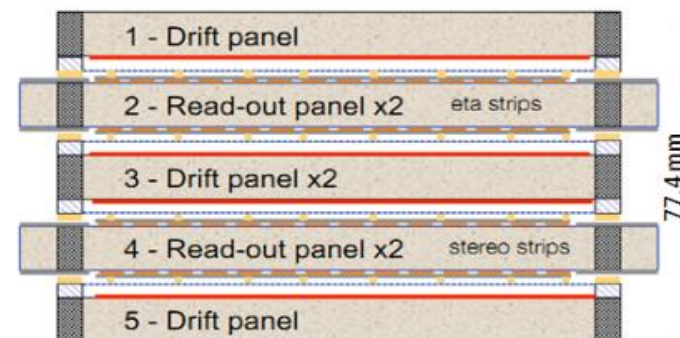 1 - Drift panel
2 - Read-out panel x2 eta strips
3 - Drift panel x2
4 - Read-out panel x2 stereo strips
5 - Drift panel
77.4 mm